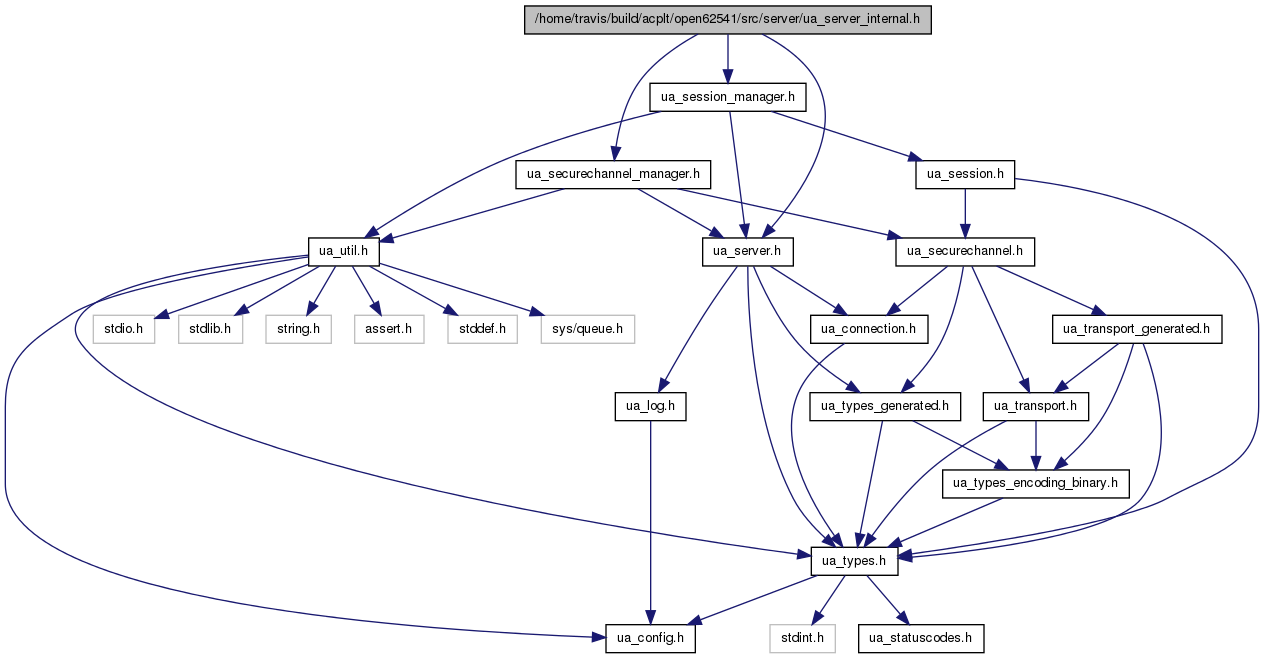 /home/travis/build/acplt/open62541/src/server/ua_server_internal.h
ua_session_manager.h
ua_securechannel_manager.h
ua_session.h
ua_util.h
ua_server.h
ua_securechannel.h
stdio.h
stdlib.h
string.h
assert.h
stddef.h
sys/queue.h
ua_connection.h
ua_transport_generated.h
ua_log.h
ua_types_generated.h
ua_transport.h
ua_types_encoding_binary.h
ua_types.h
ua_config.h
stdint.h
ua_statuscodes.h